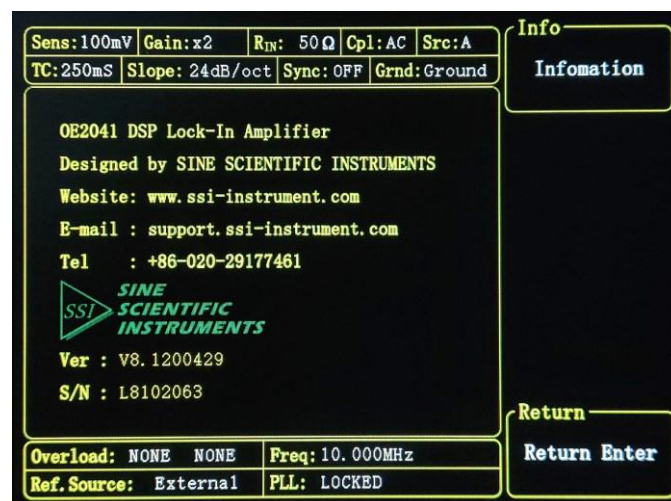 Sens:100mV Gain:x2 RIN: 50Ω Cpl:AC Src:A
TC:250mS Slope: 24dB/oct Sync:OFF Grnd:Ground
Info
Infomation
OE2041 DSP Lock-In Amplifier
Designed by SINE SCIENTIFIC INSTRUMENTS
Website: www.ssi-instrument.com
E-mail : support.ssi-instrument.com
Tel : +86-020-29177461
SSI
SINE
SCIENTIFIC
INSTRUMENTS
Ver : V8.1200429
S/N : L8102063
Overload: NONE NONE Freq:10.000MHz
Ref.Source: External PLL: LOCKED
Return
Return Enter